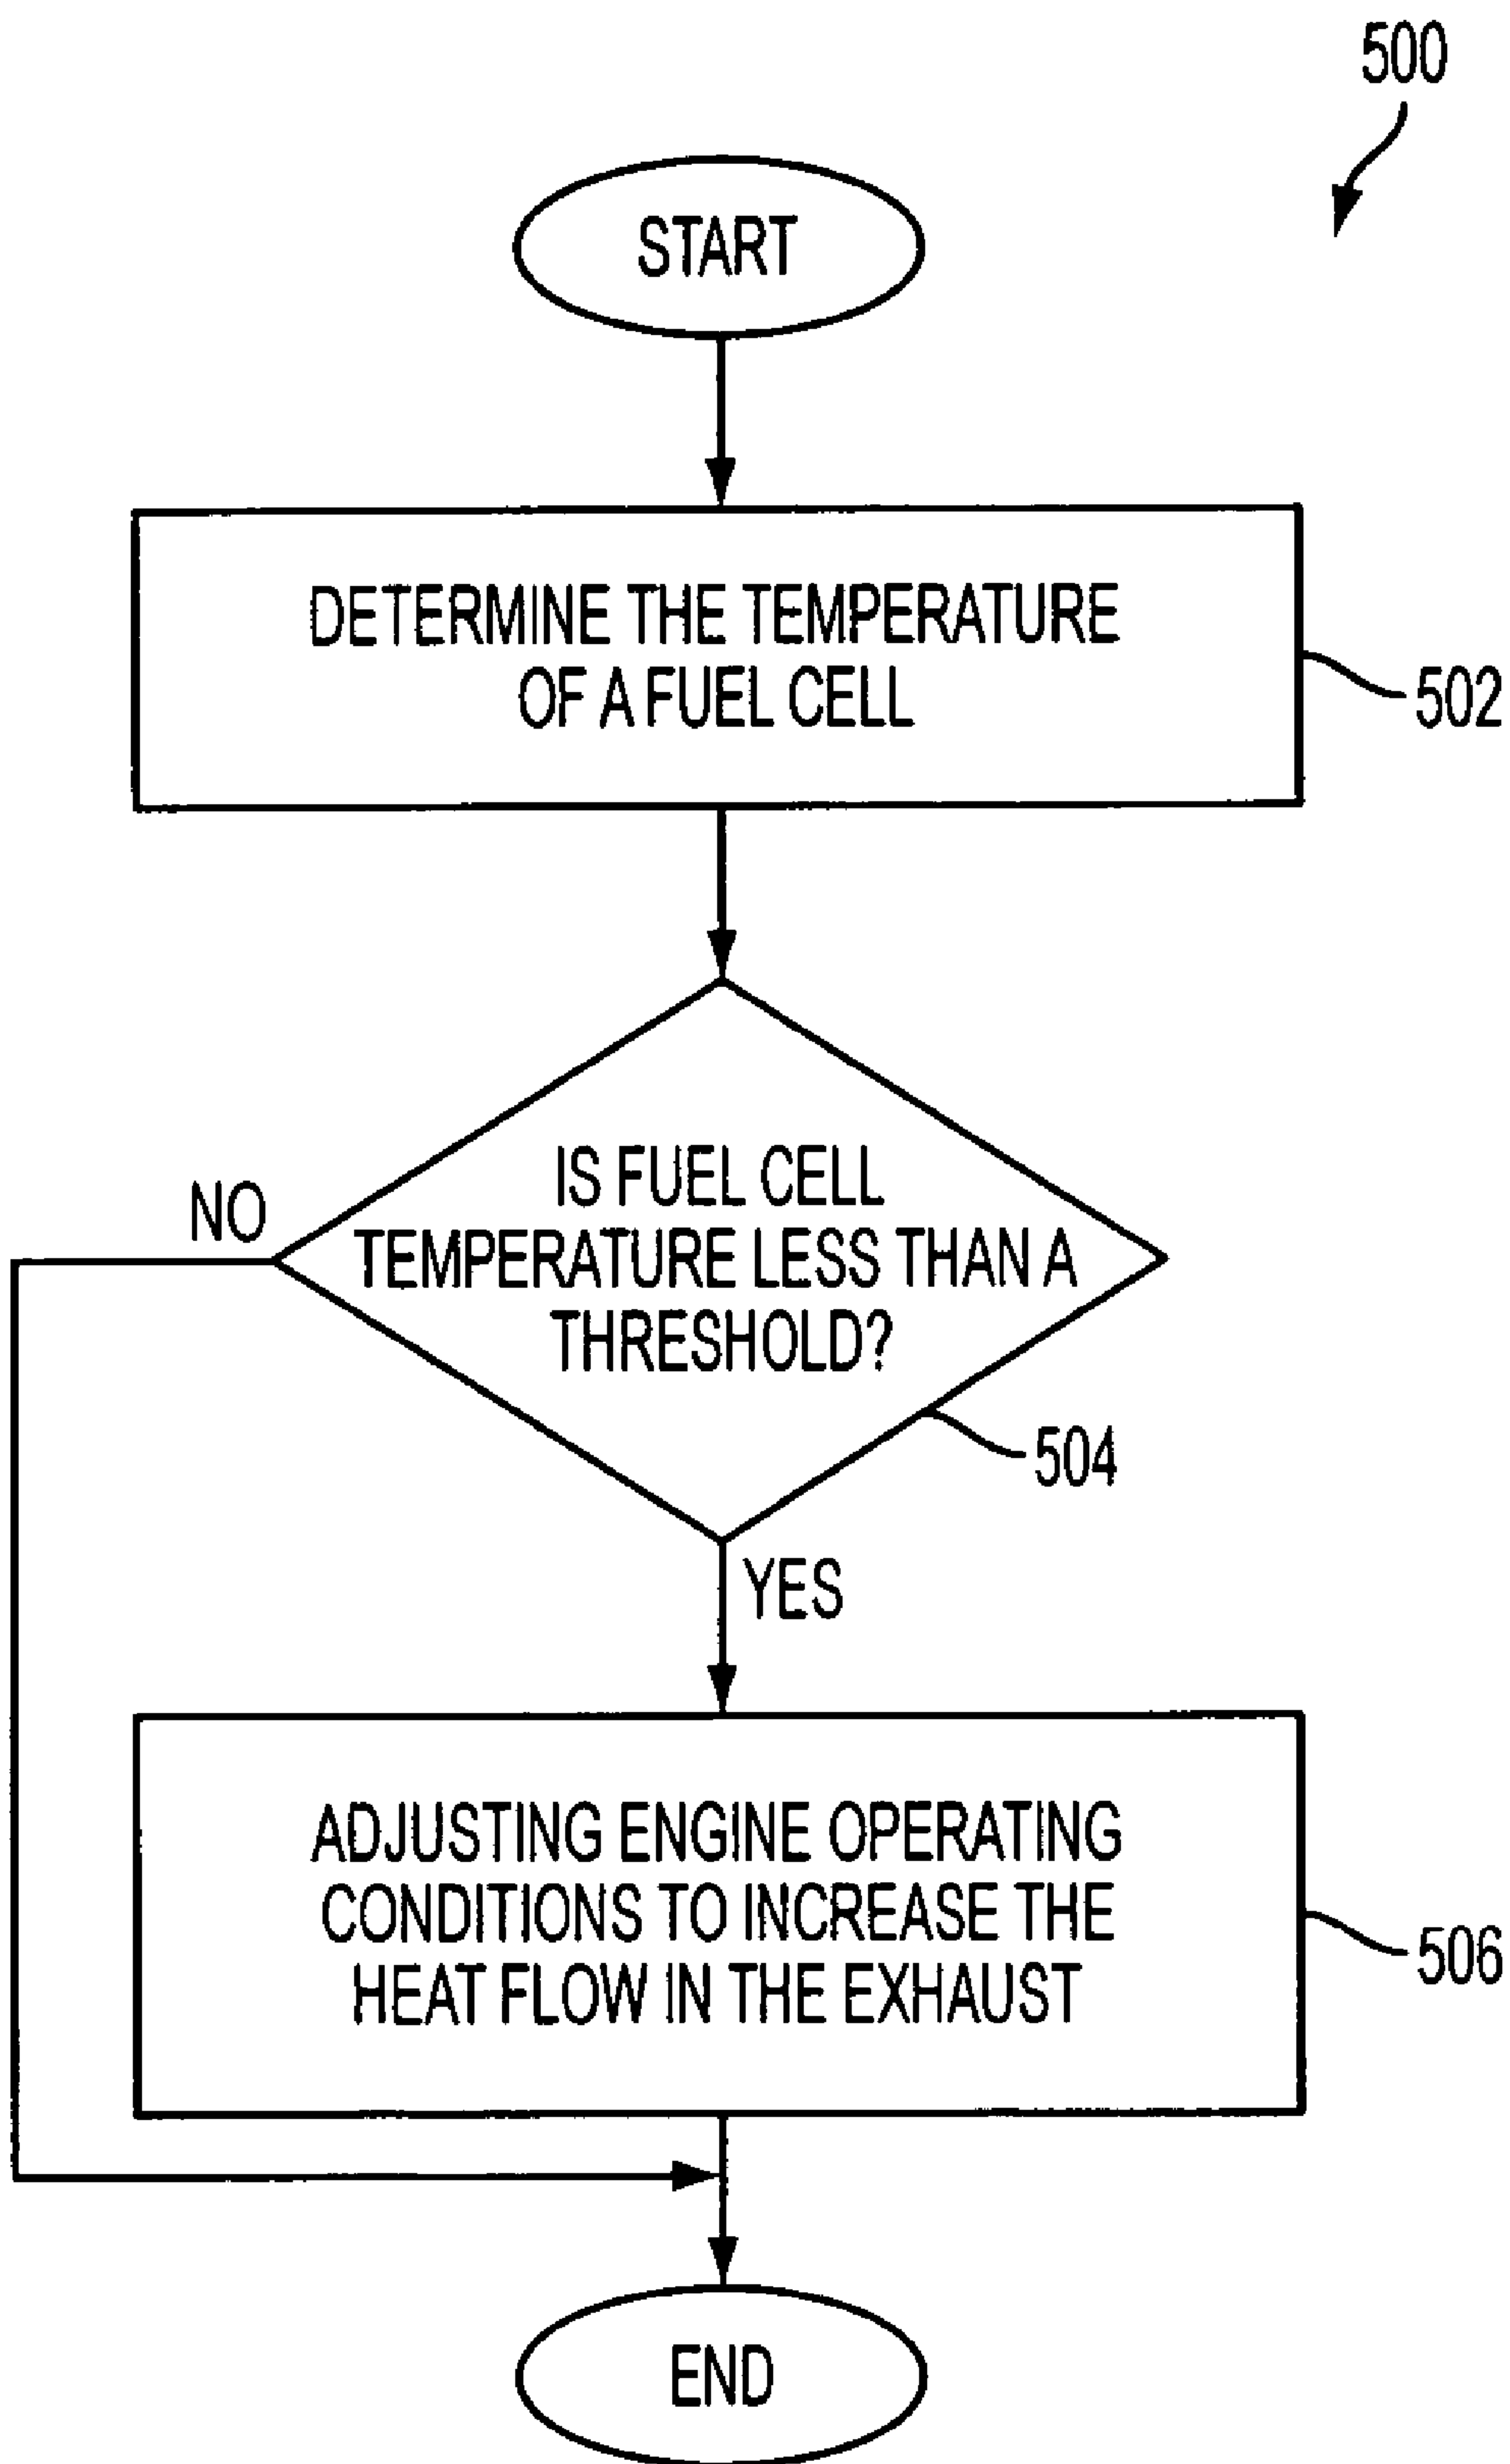 500
START
DETERMINE THE TEMPERATURE
OF A FUEL CELL
502
IS FUEL CELL
TEMPERATURE LESS THAN A
THRESHOLD?
NO
504
YES
ADJUSTING ENGINE OPERATING
CONDITIONS TO INCREASE THE
HEAT FLOW IN THE EXHAUST
506
END